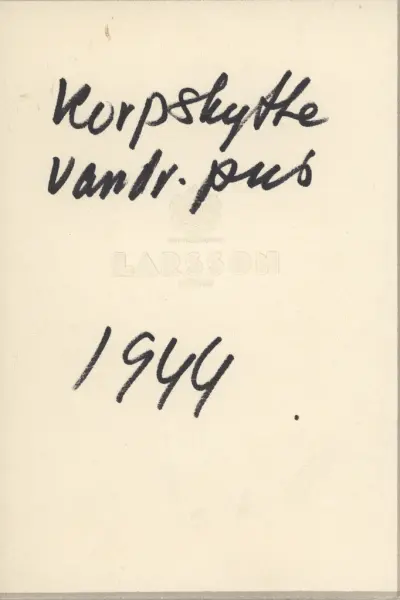 Korpskytte
Vandr. pris
LARSSON
1944